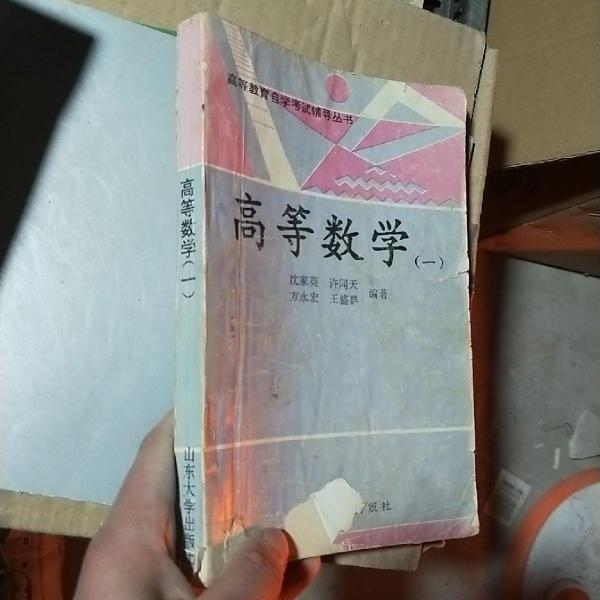 高等教育自学考试辅导丛书
高等数学(一)
沈家英 许闻天
方永宏 王盛群 编著
版社
高等数学(一)
山东大学出版